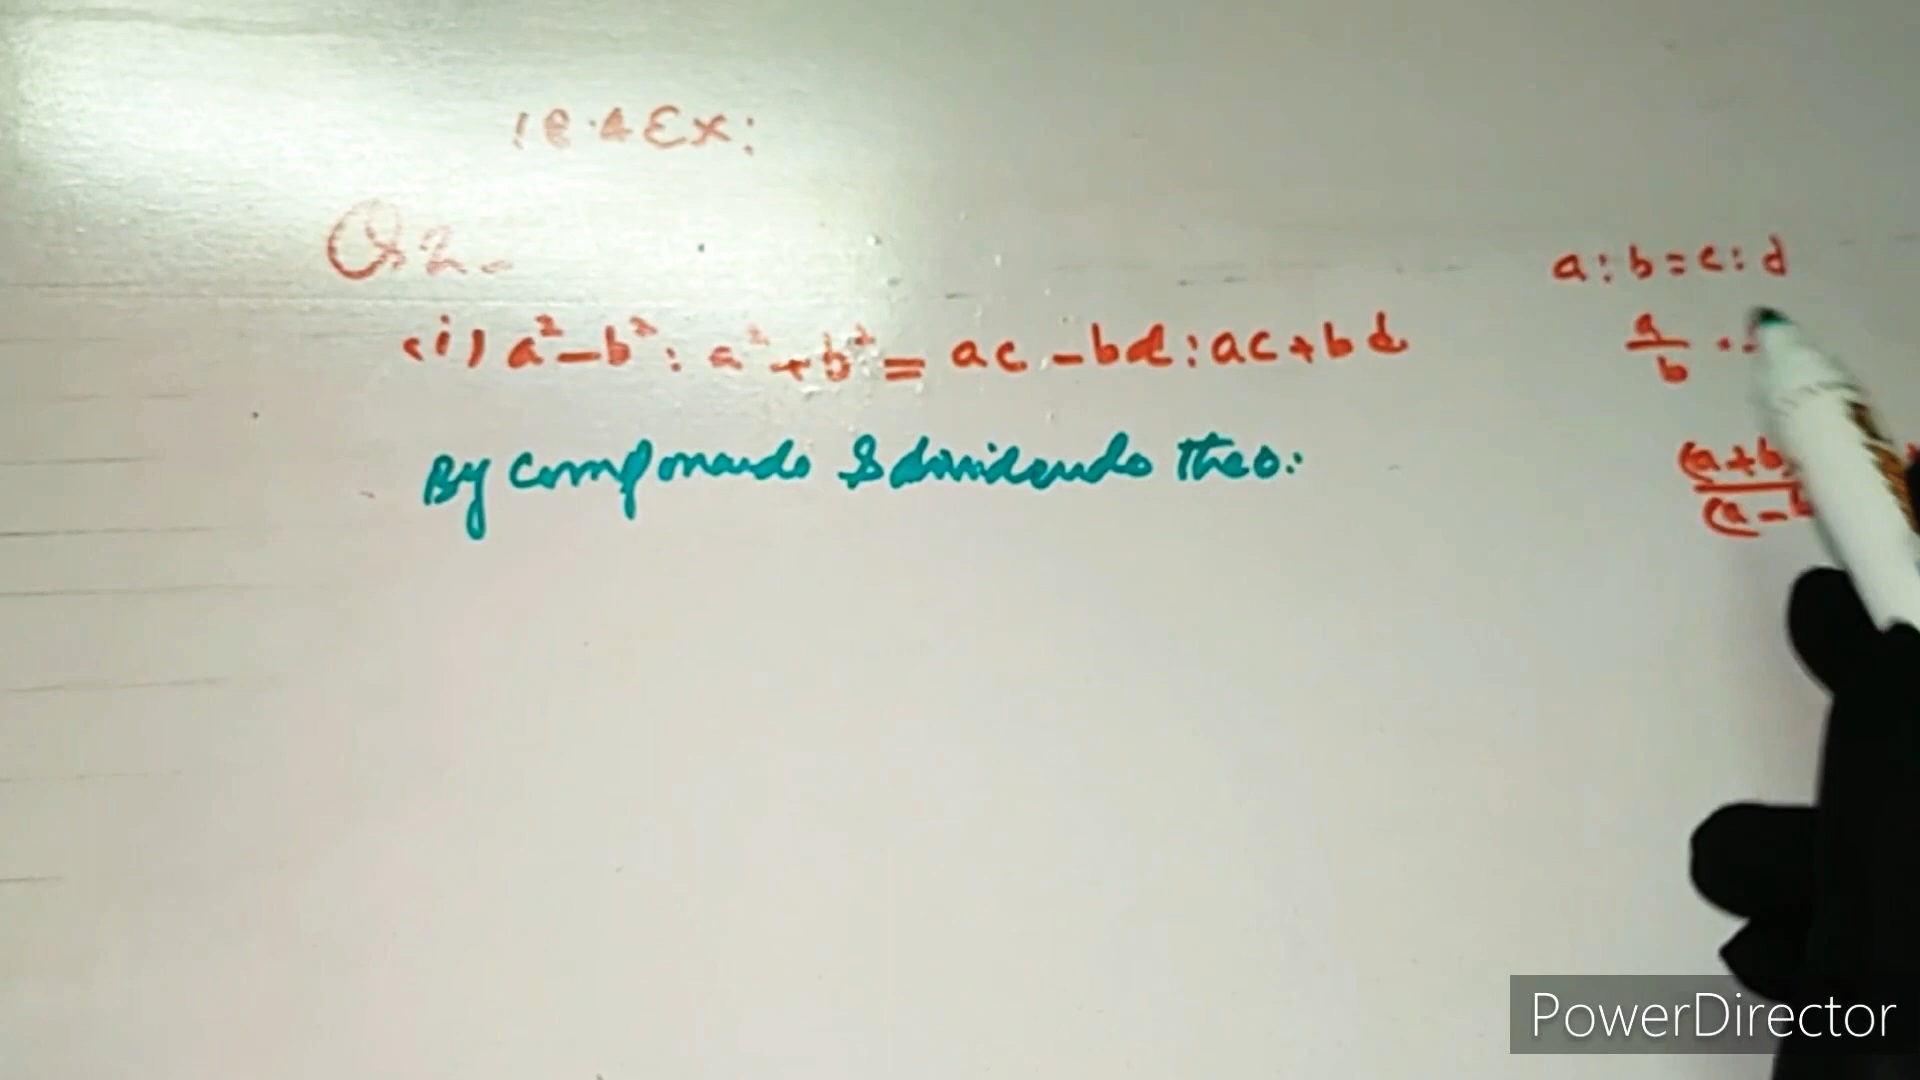 18.4 Ex:
Q2-
(i) a²-b² : a²+b² = ac-bd : ac+bd
By componendo & dividendo theo:
a:b=c:d
a
b
(a+b
(a-b
PowerDirector